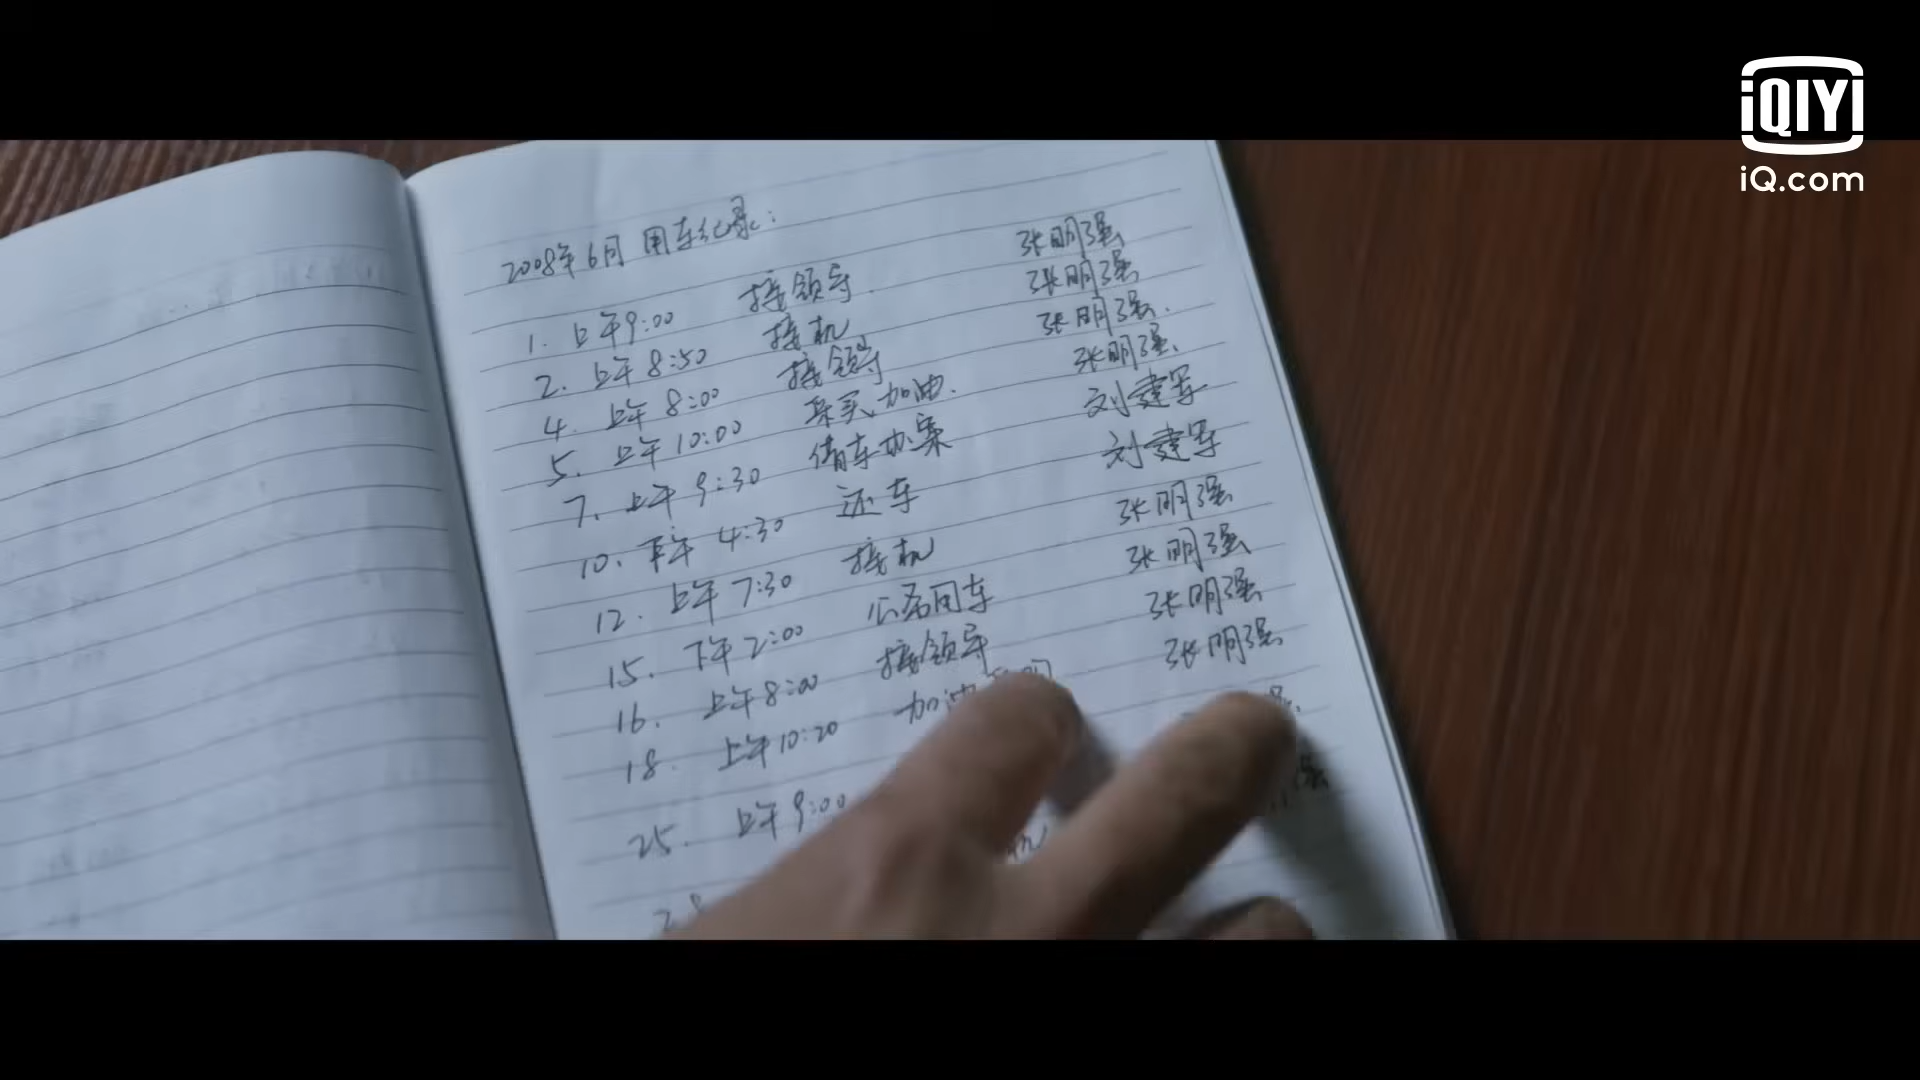 iQIYI
iQ.com
2008年6月 用车纪录:
1. 上午9:00 接领导. 张明强
2. 上午8:50 接机 张明强
4. 上午 8:00 接领导 张明强.
5. 上午10:00 采买 加油. 张明强.
7. 上午 9:30 借车办案 刘建军
10. 下午 4:30 还车 刘建军
12. 上午7:30 接机 张明强
15. 下午2:00 公务用车 张明强
16. 上午8:00 接领导 张明强
18. 上午10:20 加油 张明强
25. 上午9:00